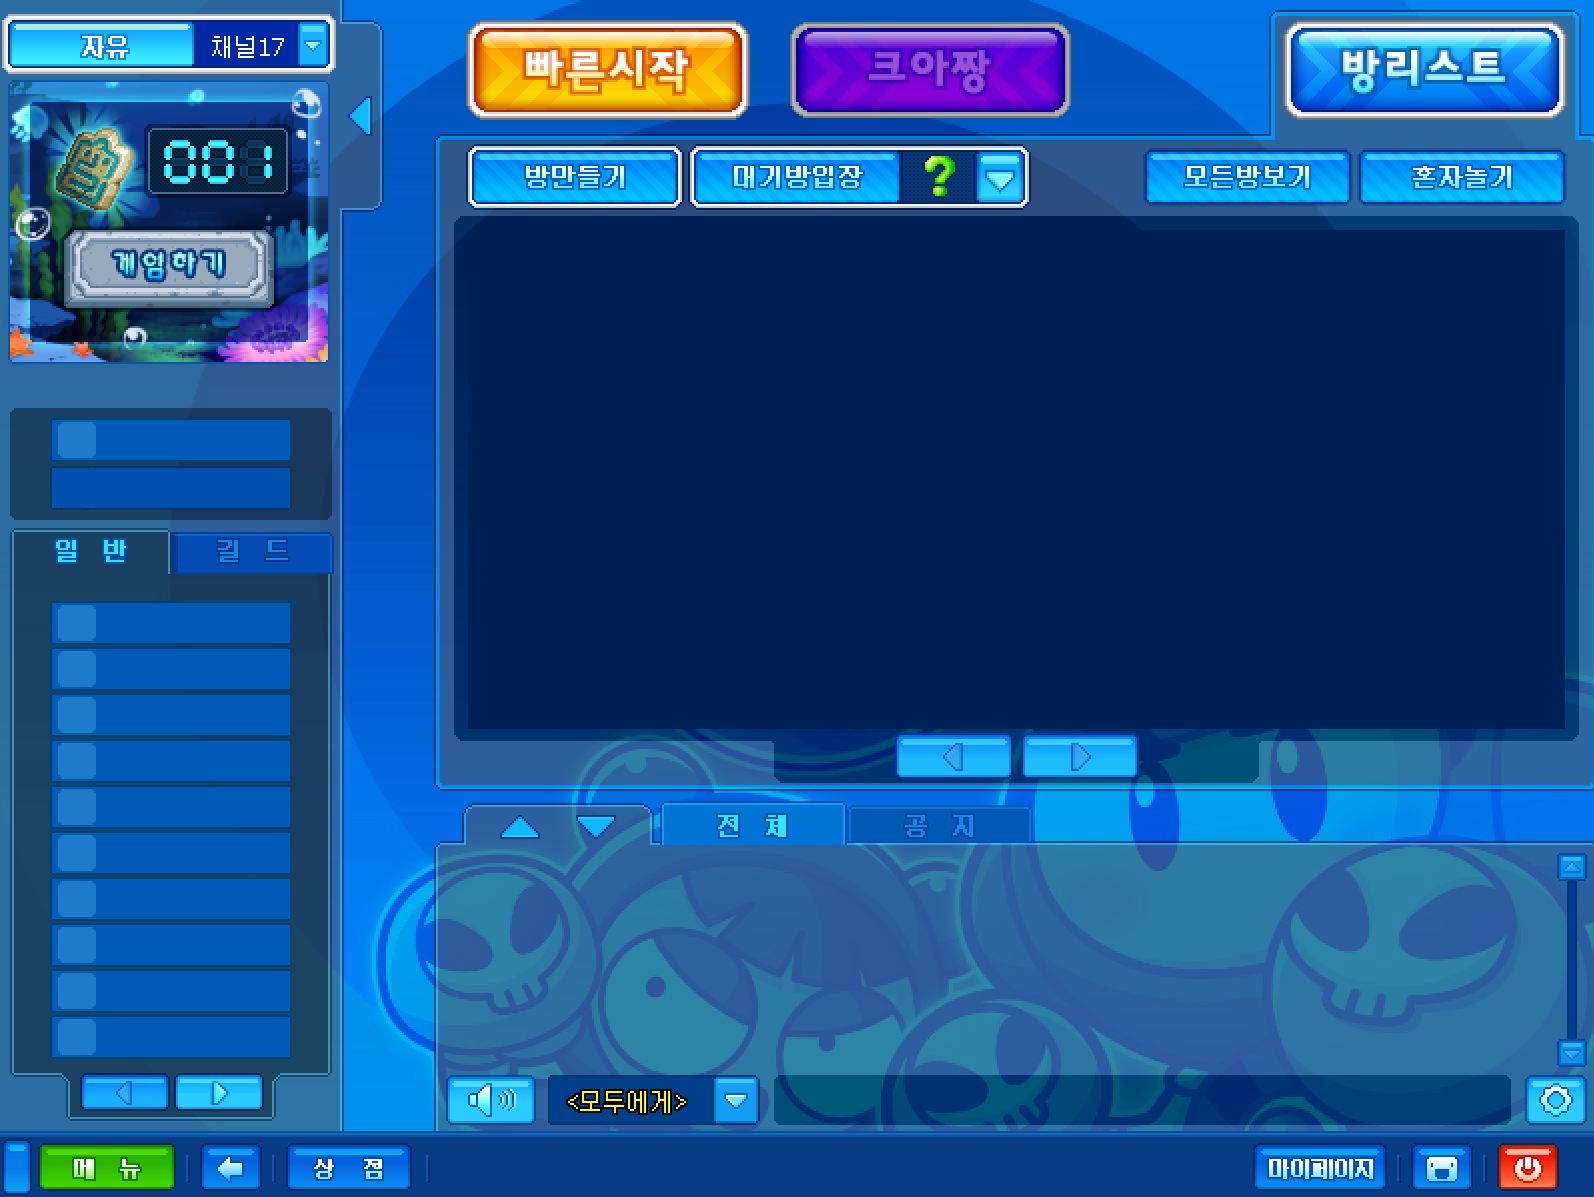 자유 채널17
001
게임하기
일 반 길 드
빠른시작 크아짱 방리스트
방만들기 대기방입장 ? 모든방보기 혼자놀기
전 체 공 지
<모두에게>
메 뉴 상 점 마이페이지